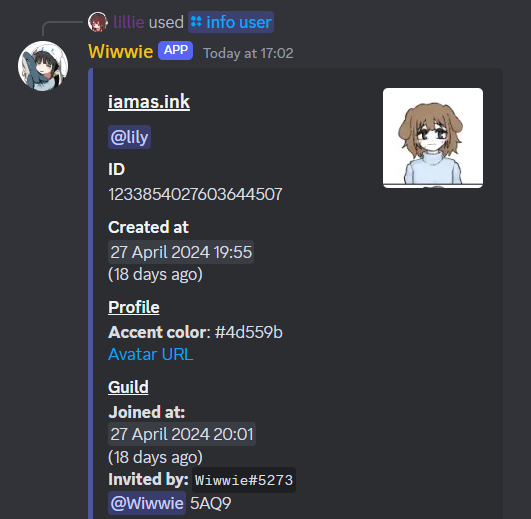 lillie used info user
Wiwwie APP Today at 17:02
iamas.ink
@lily
ID
1233854027603644507
Created at
27 April 2024 19:55
(18 days ago)
Profile
Accent color: #4d559b
Avatar URL
Guild
Joined at:
27 April 2024 20:01
(18 days ago)
Invited by: Wiwwie#5273
@Wiwwie 5AQ9